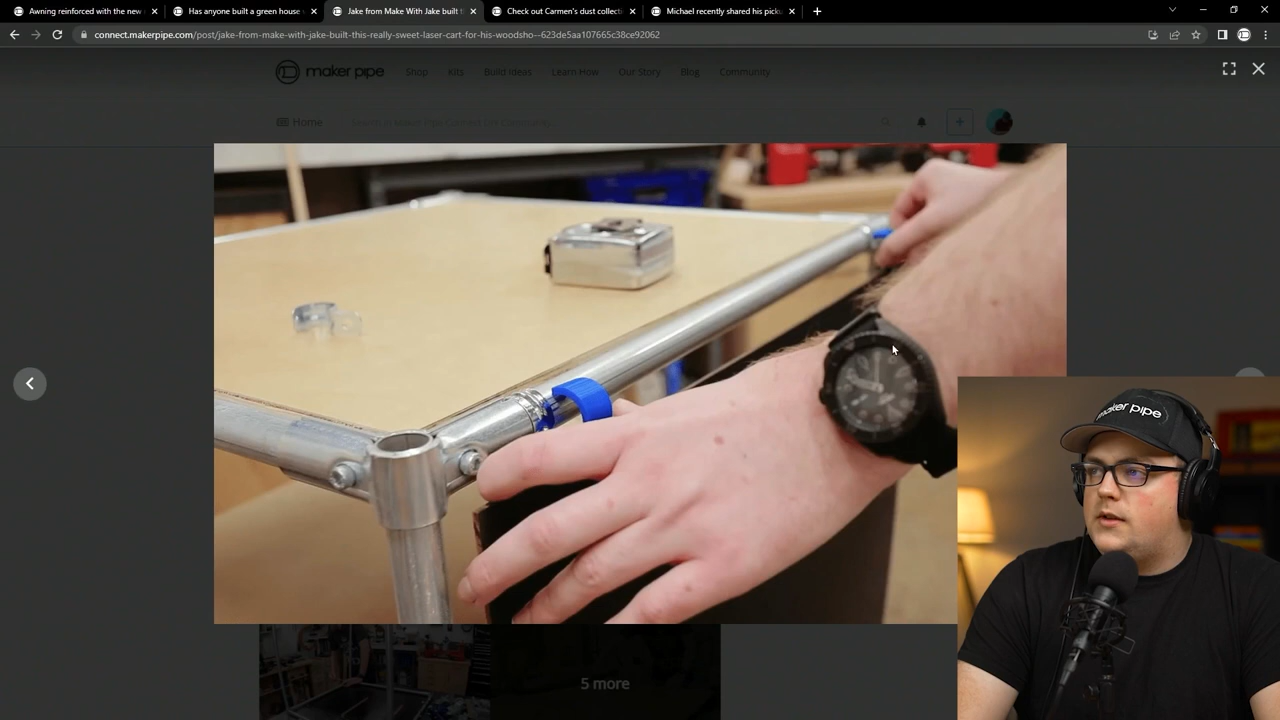 Awning reinforced with the new
Has anyone built a green house
Jake from Make With Jake built t
Check out Carmen's dust collecti
Michael recently shared his picku
connect.makerpipe.com/post/jake-from-make-with-jake-built-this-really-sweet-laser-cart-for-his-woodsho--623de5aa107665c38ce92062
maker pipe
Shop
Kits
Build Ideas
Learn How
Our Story
Blog
Community
Home
maker pipe
5 more